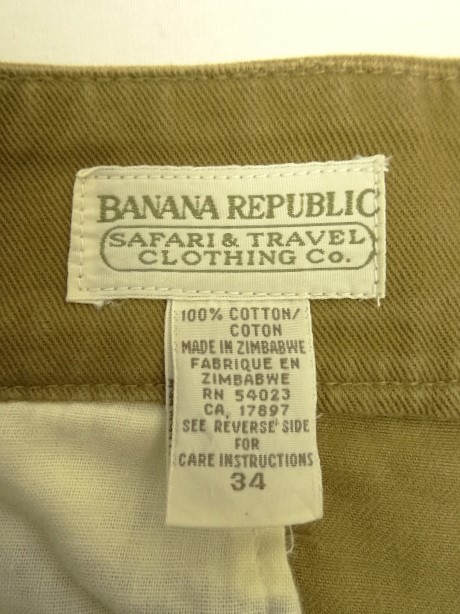 BANANA REPUBLIC
SAFARI & TRAVEL
CLOTHING CO.
100% COTTON/
COTON
MADE IN ZIMBABWE
FABRIQUE EN
ZIMBABWE
RN 54023
CA, 17897
SEE REVERSE SIDE
FOR
CARE INSTRUCTIONS
34